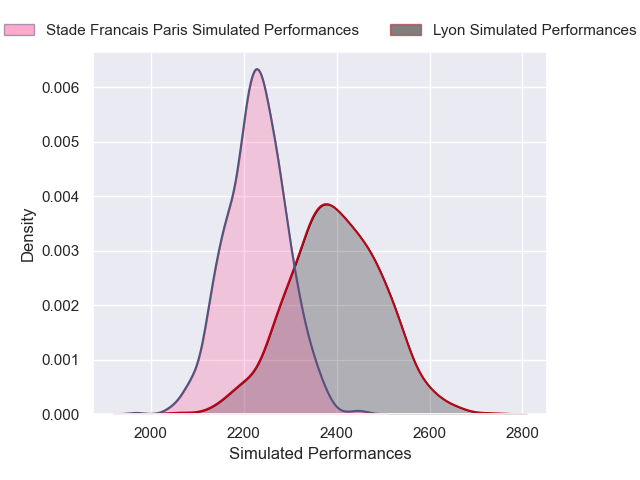 Stade Francais Paris Simulated Performances
Lyon Simulated Performances
0.006
0.005
0.004
0.003
0.002
0.001
0.000
Density
2000 2200 2400 2600 2800
Simulated Performances